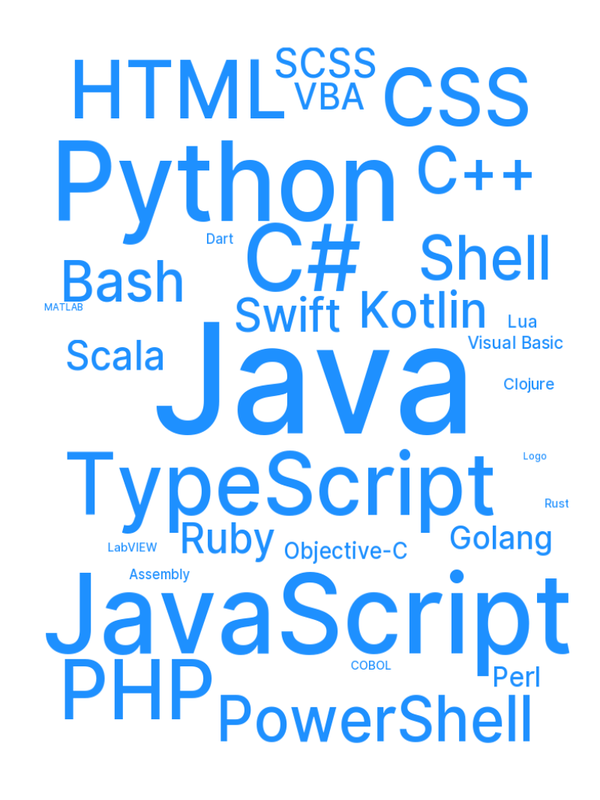 HTML
SCSS
VBA
CSS
Python
C++
Dart
C#
Shell
Bash
MATLAB
Swift
Kotlin
Lua
Visual Basic
Scala
Java
Clojure
TypeScript
Logo
Rust
LabVIEW
Ruby
Objective-C
Golang
Assembly
JavaScript
COBOL
PHP
Perl
PowerShell